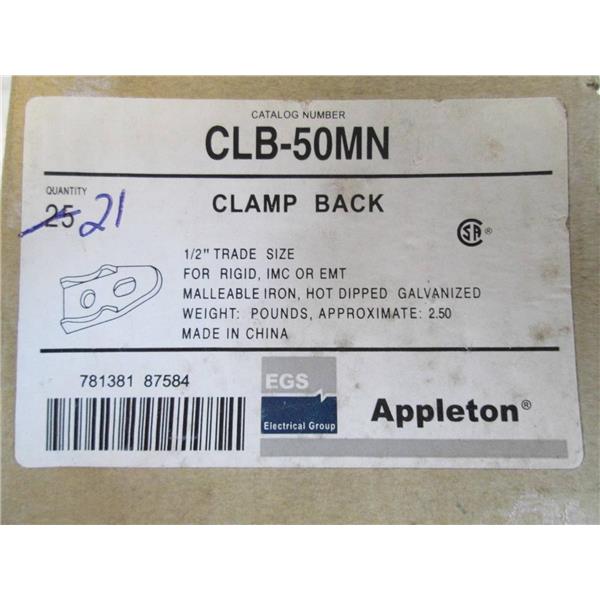 CATALOG NUMBER
CLB-50MN
QUANTITY
25 21
CLAMP BACK
SA ®
1/2" TRADE SIZE
FOR RIGID, IMC OR EMT
MALLEABLE IRON, HOT DIPPED GALVANIZED
WEIGHT: POUNDS, APPROXIMATE: 2.50
MADE IN CHINA
781381 87584
EGS
Electrical Group
Appleton®